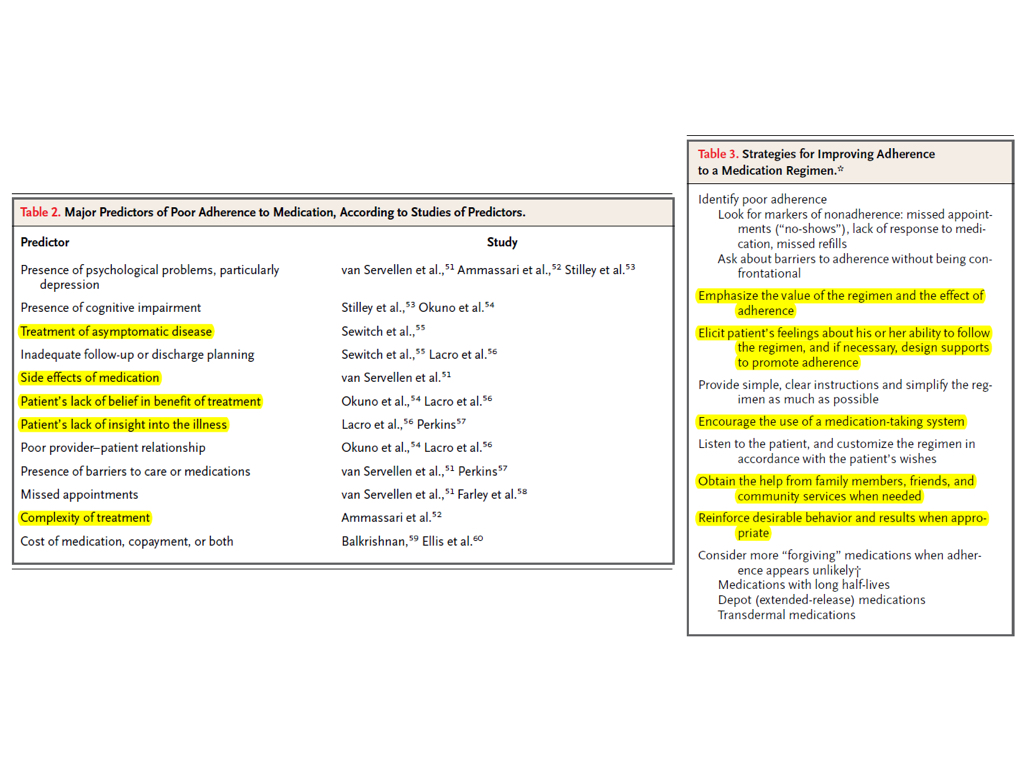 Table 2. Major Predictors of Poor Adherence to Medication, According to Studies of Predictors.
Predictor Study
Presence of psychological problems, particularly van Servellen et al.,⁵¹ Ammassari et al.,⁵² Stilley et al.⁵³
depression
Presence of cognitive impairment Stilley et al.,⁵³ Okuno et al.⁵⁴
Treatment of asymptomatic disease Sewitch et al.,⁵⁵
Inadequate follow-up or discharge planning Sewitch et al.,⁵⁵ Lacro et al.⁵⁶
Side effects of medication van Servellen et al.⁵¹
Patient's lack of belief in benefit of treatment Okuno et al.,⁵⁴ Lacro et al.⁵⁶
Patient's lack of insight into the illness Lacro et al.,⁵⁶ Perkins⁵⁷
Poor provider–patient relationship Okuno et al.,⁵⁴ Lacro et al.⁵⁶
Presence of barriers to care or medications van Servellen et al.,⁵¹ Perkins⁵⁷
Missed appointments van Servellen et al.,⁵¹ Farley et al.⁵⁸
Complexity of treatment Ammassari et al.⁵²
Cost of medication, copayment, or both Balkrishnan,⁵⁹ Ellis et al.⁶⁰
Table 3. Strategies for Improving Adherence
to a Medication Regimen.*
Identify poor adherence
Look for markers of nonadherence: missed appoint-
ments (“no-shows”), lack of response to medi-
cation, missed refills
Ask about barriers to adherence without being con-
frontational
Emphasize the value of the regimen and the effect of
adherence
Elicit patient's feelings about his or her ability to follow
the regimen, and if necessary, design supports
to promote adherence
Provide simple, clear instructions and simplify the reg-
imen as much as possible
Encourage the use of a medication-taking system
Listen to the patient, and customize the regimen in
accordance with the patient's wishes
Obtain the help from family members, friends, and
community services when needed
Reinforce desirable behavior and results when appro-
priate
Consider more “forgiving” medications when adher-
ence appears unlikely†
Medications with long half-lives
Depot (extended-release) medications
Transdermal medications